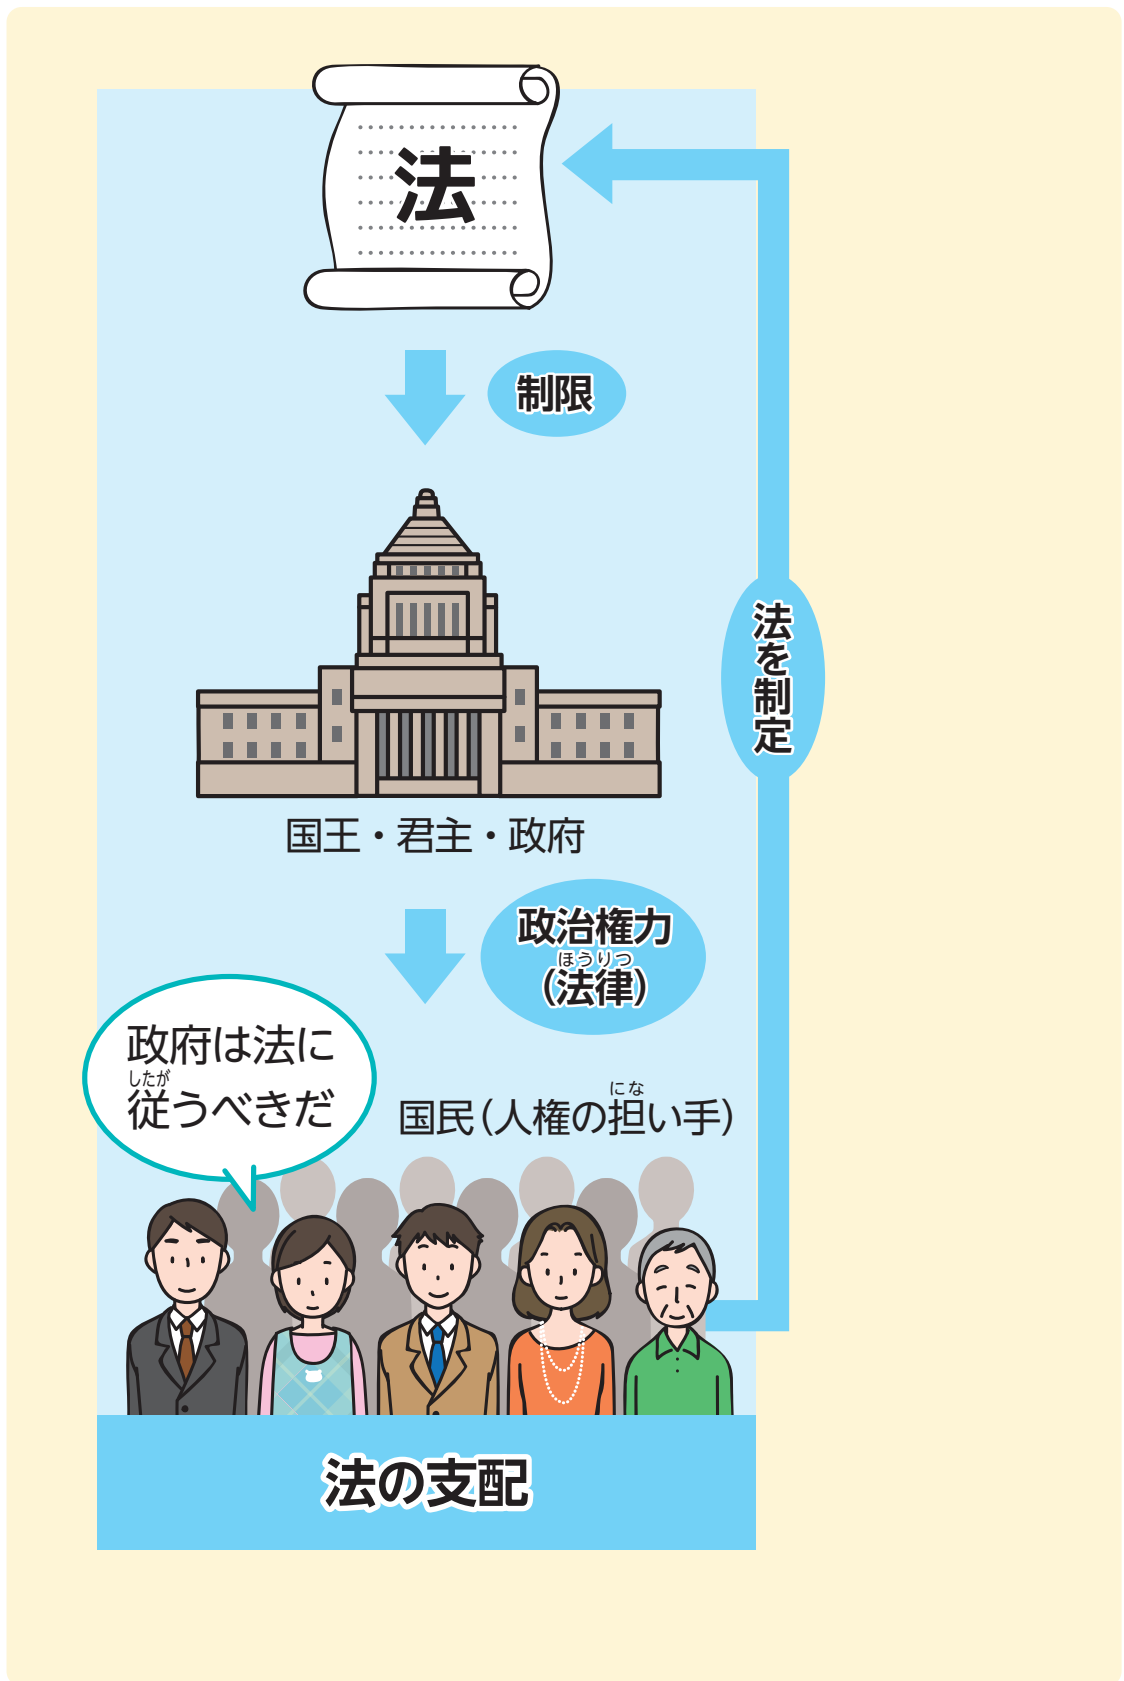 法
制限
法を制定
国王・君主・政府
政治権力
ほうりつ
（法律）
政府は法に
したが
従うべきだ
にな
国民（人権の担い手）
法の支配